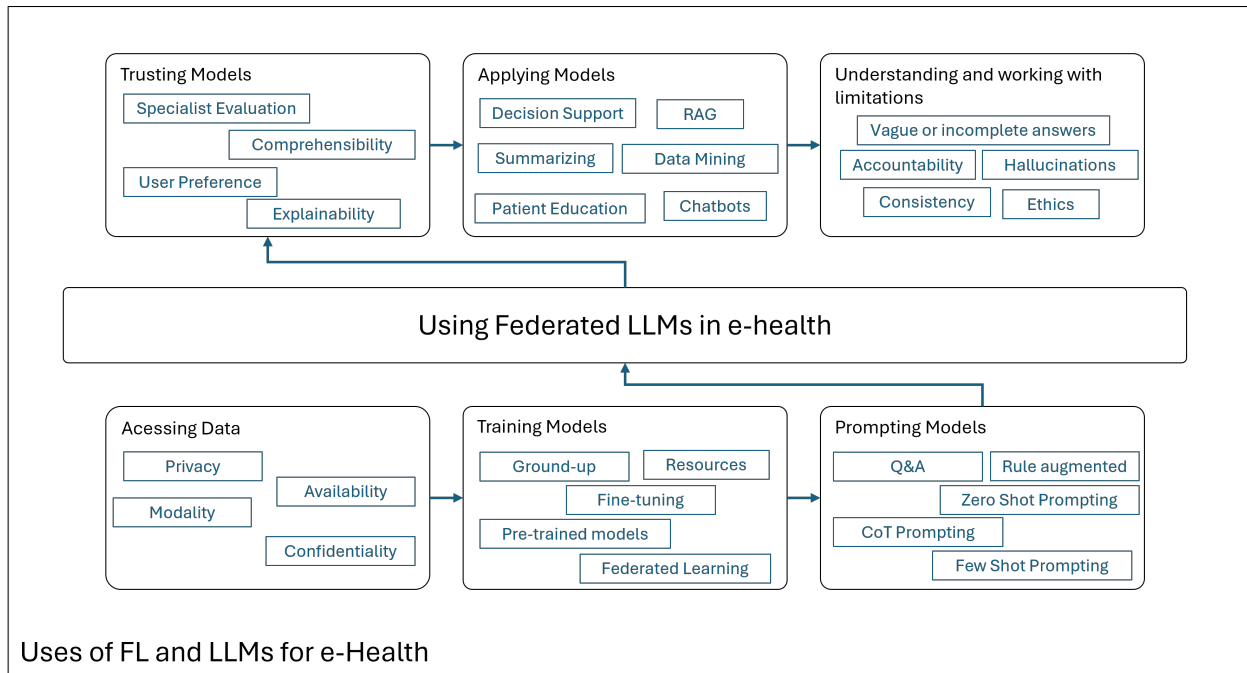 Trusting Models
Specialist Evaluation
Comprehensibility
User Preference
Explainability
Applying Models
Decision Support
RAG
Summarizing
Data Mining
Patient Education
Chatbots
Understanding and working with
limitations
Vague or incomplete answers
Accountability
Hallucinations
Consistency
Ethics
Using Federated LLMs in e-health
Acessing Data
Privacy
Availability
Modality
Confidentiality
Training Models
Ground-up
Resources
Fine-tuning
Pre-trained models
Federated Learning
Prompting Models
Q&A
Rule augmented
Zero Shot Prompting
CoT Prompting
Few Shot Prompting
Uses of FL and LLMs for e-Health